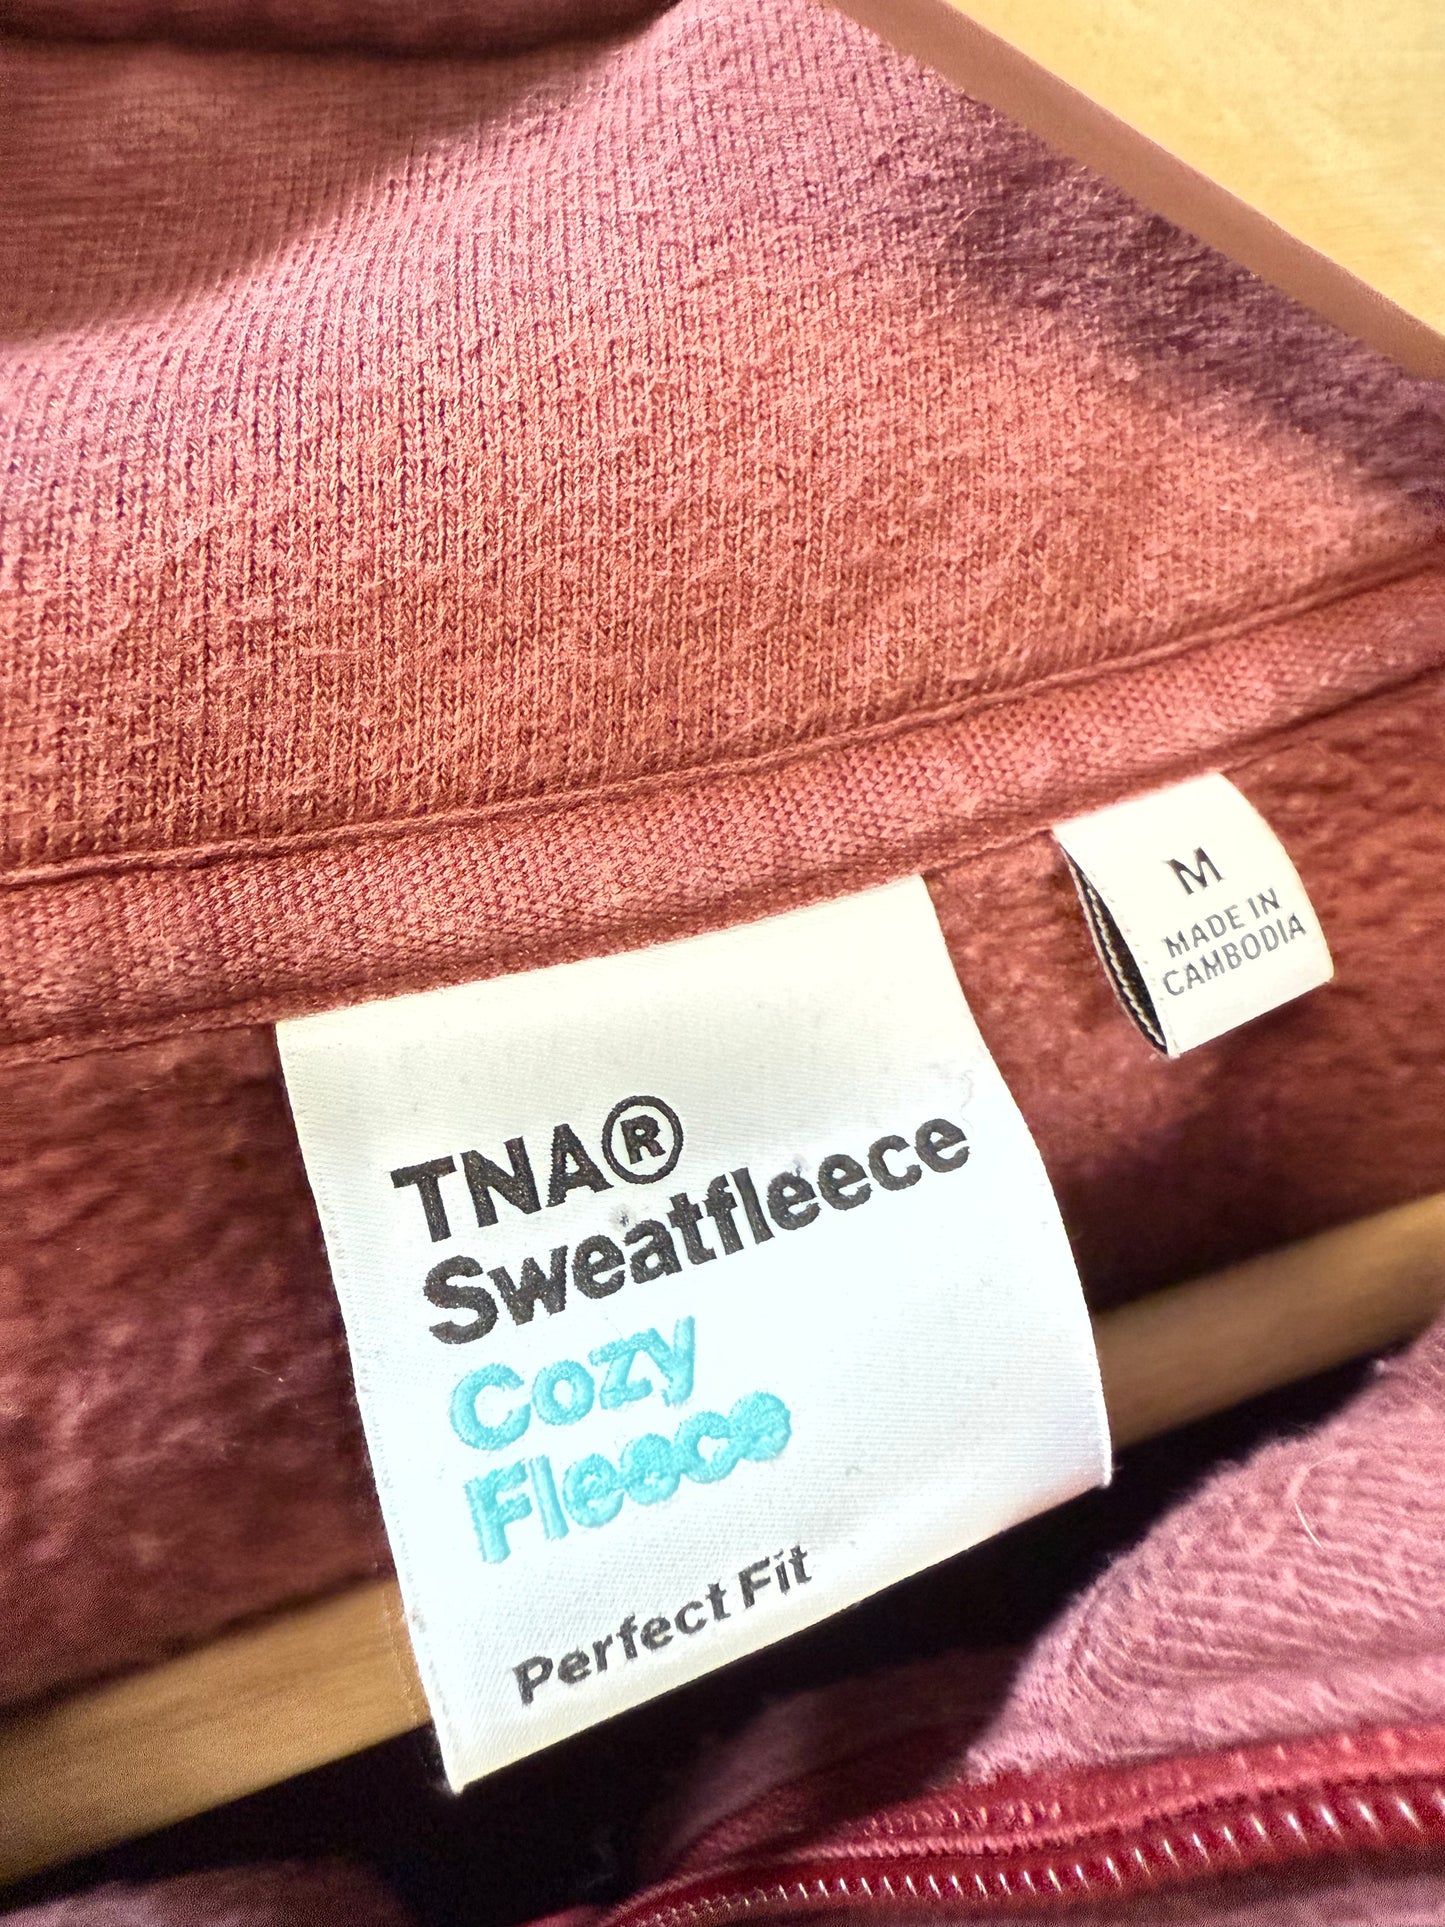 M
MADE IN
CAMBODIA
TNA®
Sweatfleece
Cozy
Fleece
Perfect Fit